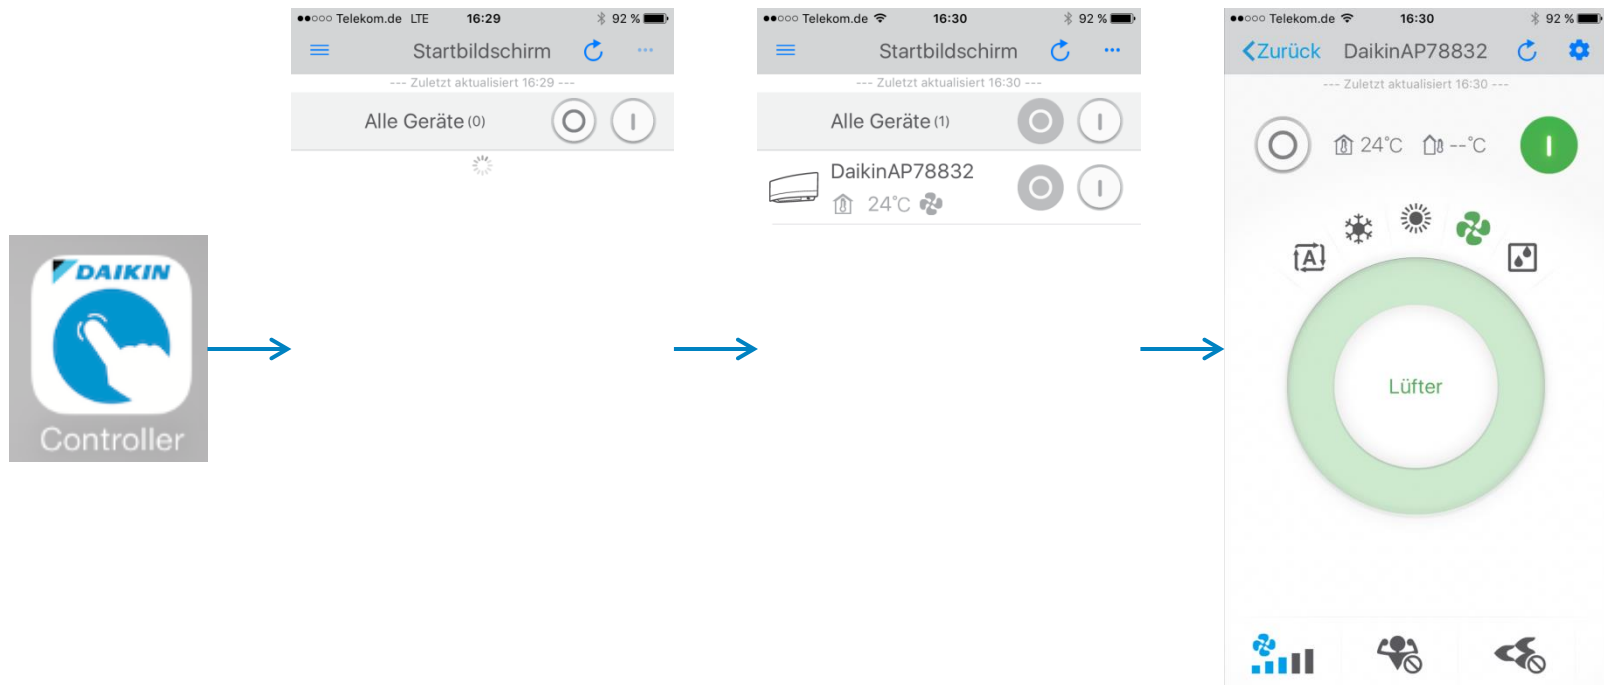 DAIKIN
Controller
Telekom.de LTE 16:29 92 %
Startbildschirm
--- Zuletzt aktualisiert 16:29 ---
Alle Geräte (0)
Telekom.de 16:30 92 %
Startbildschirm
--- Zuletzt aktualisiert 16:30 ---
Alle Geräte (1)
DaikinAP78832
24°C
Telekom.de 16:30 92 %
Zurück DaikinAP78832
--- Zuletzt aktualisiert 16:30 ---
24°C --°C
A
Lüfter